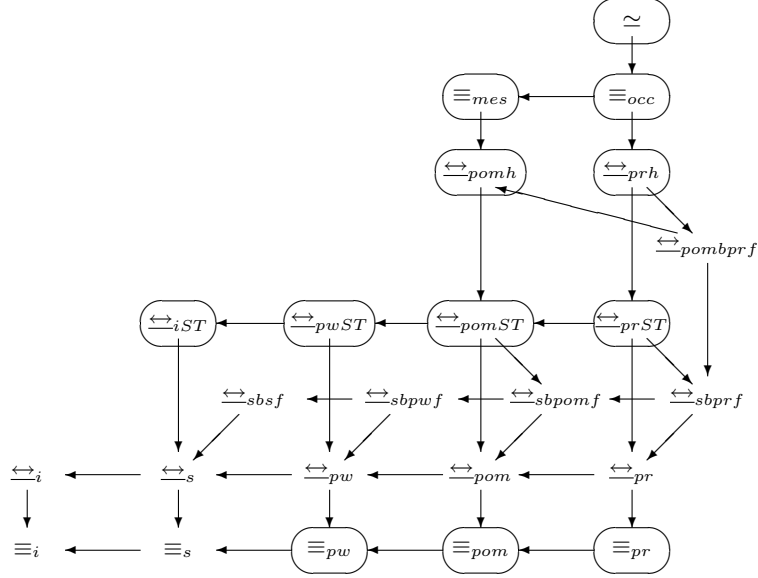 ≃
≡mes ≡occ
↔pomh ↔prh
↔pombprf
↔iST ↔pwST ↔pomST ↔prST
↔sbsf ↔sbpwf ↔sbpomf ↔sbprf
↔i ↔s ↔pw ↔pom ↔pr
≡i ≡s ≡pw ≡pom ≡pr